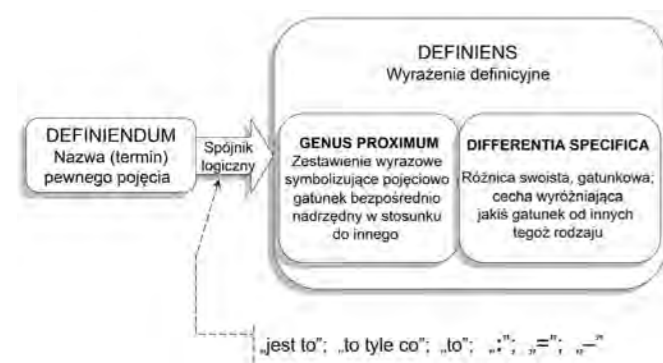 DEFINIENS
Wyrażenie definicyjne
DEFINIENDUM
Nazwa (termin)
pewnego pojęcia
Spójnik
logiczny
GENUS PROXIMUM
Zestawienie wyrazowe
symbolizujące pojęciowo
gatunek bezpośrednio
nadrzędny w stosunku
do innego
DIFFERENTIA SPECIFICA
Różnica swoista, gatunkowa;
cecha wyróżniająca
jakiś gatunek od innych
tegoż rodzaju
„jest to”; „to tyle co”; „to”; „:”; „=”; „–”